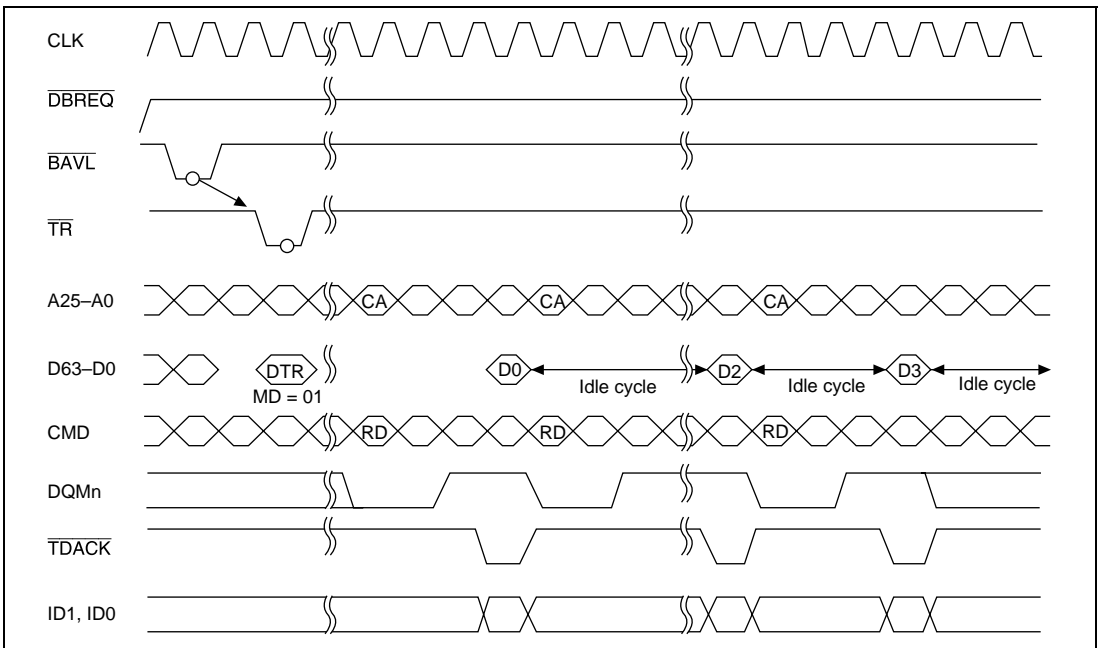 CLK
DBREQ
BAVL
TR
A25–A0 CA CA CA
D63–D0 DTR D0 Idle cycle D2 Idle cycle D3 Idle cycle
MD = 01
CMD RD RD RD
DQMn
TDACK
ID1, ID0